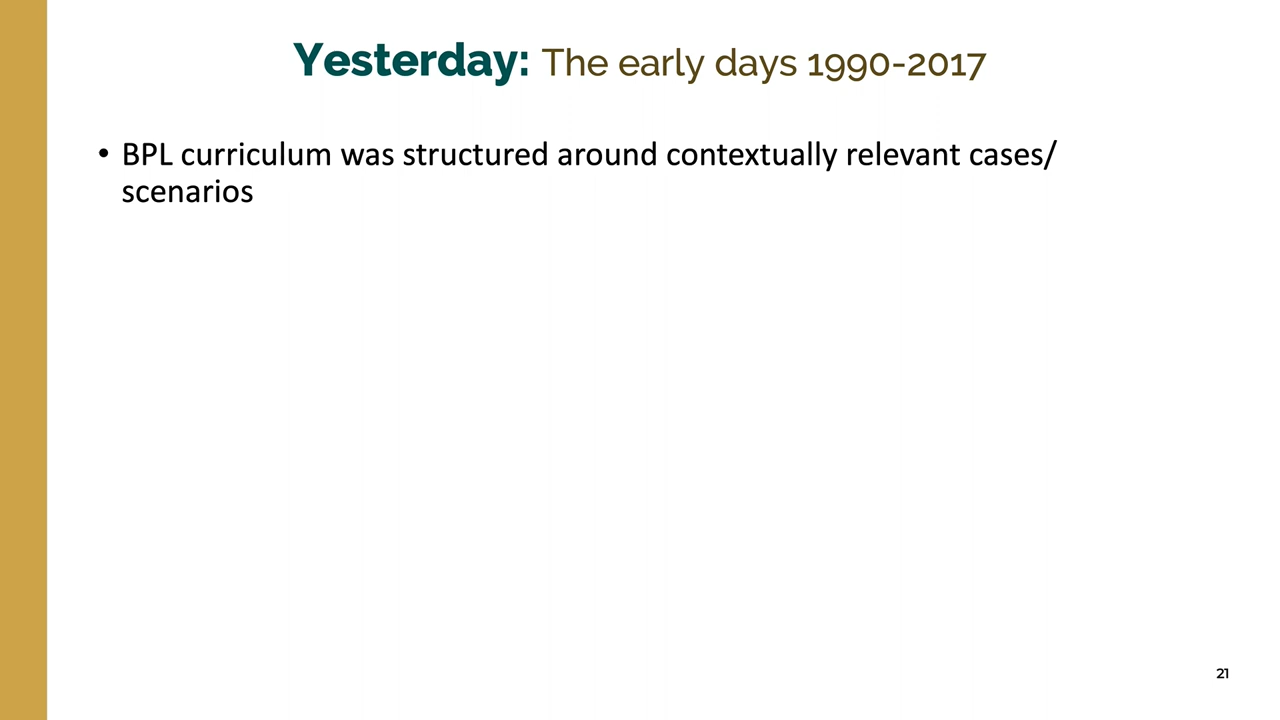 Yesterday: The early days 1990-2017
• BPL curriculum was structured around contextually relevant cases/
scenarios
21